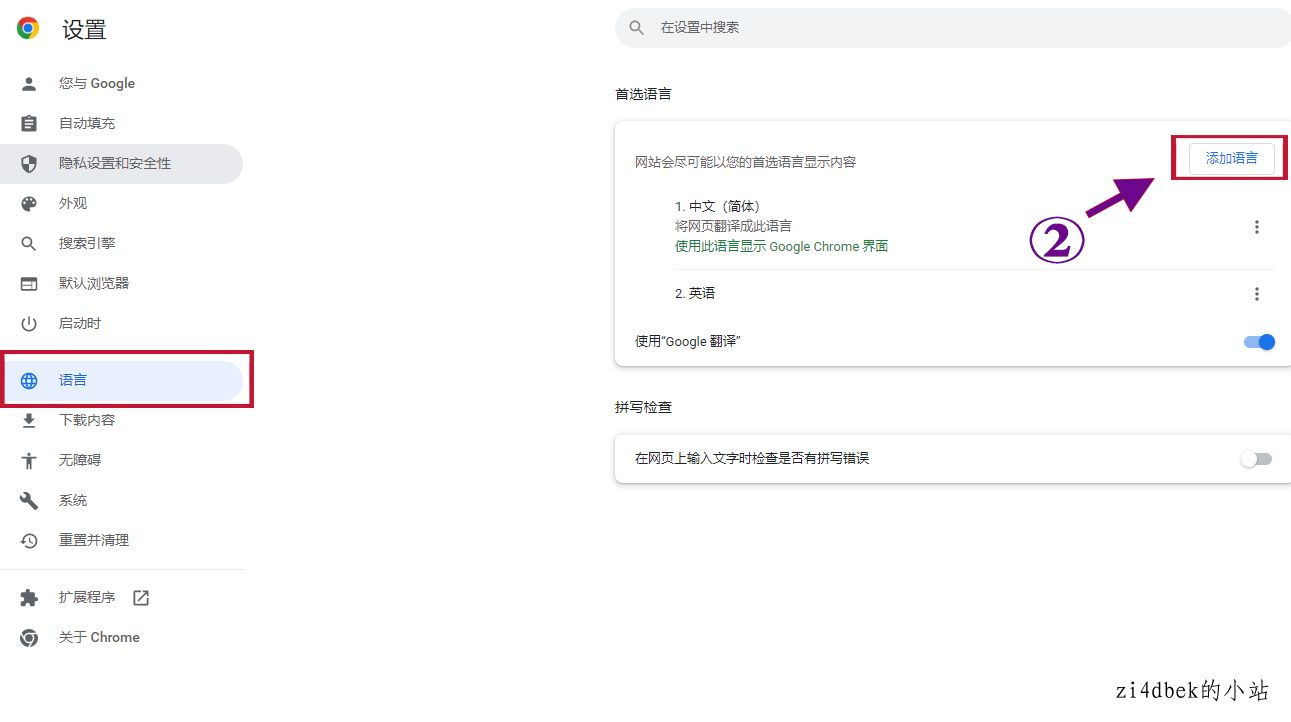 设置
您与 Google
自动填充
隐私设置和安全性
外观
搜索引擎
默认浏览器
启动时
语言
下载内容
无障碍
系统
重置并清理
扩展程序
关于 Chrome
在设置中搜索
首选语言
网站会尽可能以您的首选语言显示内容
添加语言
②
1. 中文（简体）
将网页翻译成此语言
使用此语言显示 Google Chrome 界面
2. 英语
使用“Google 翻译”
拼写检查
在网页上输入文字时检查是否有拼写错误
zi4dbek的小站